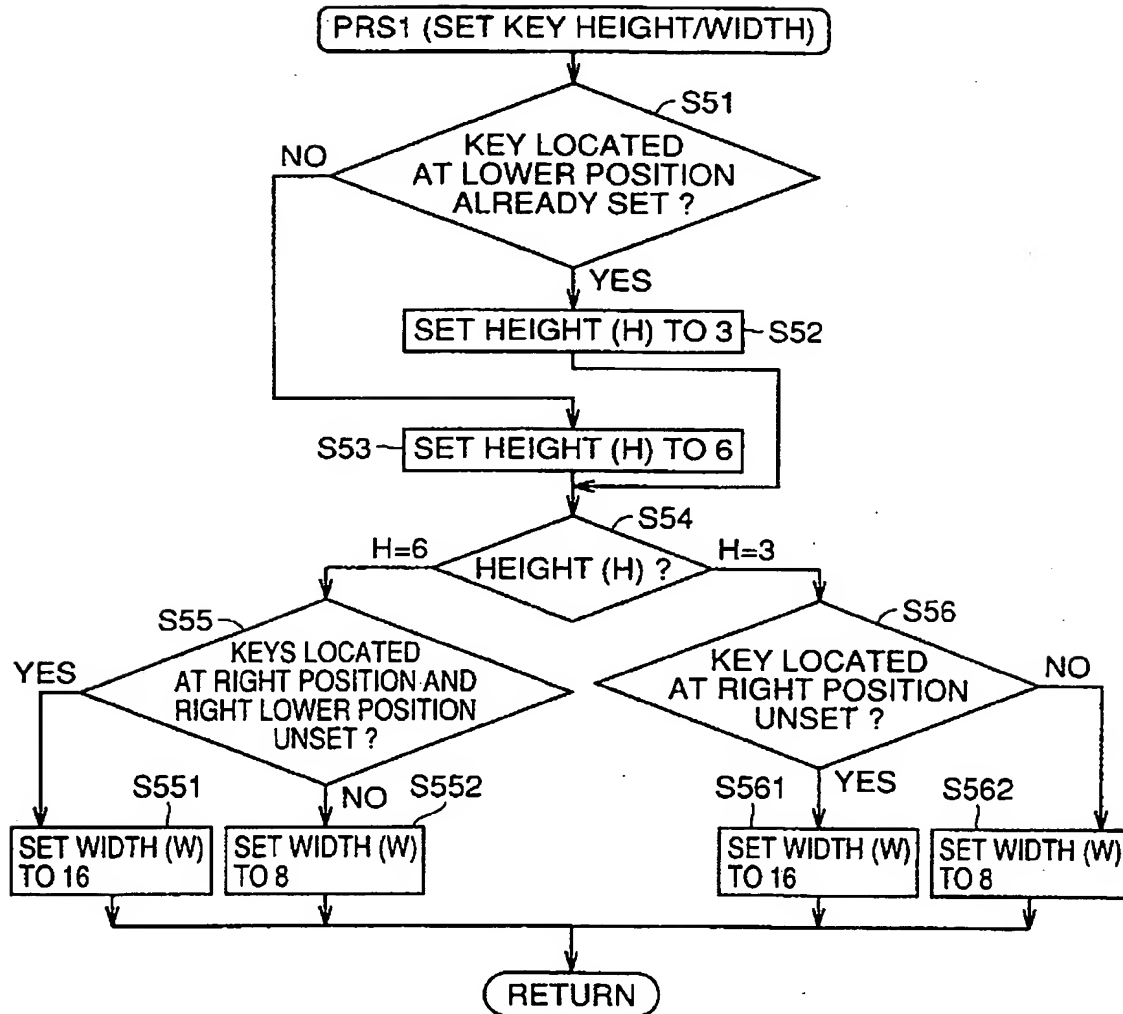 PRS1 (SET KEY HEIGHT/WIDTH)
S51
KEY LOCATED
AT LOWER POSITION
ALREADY SET ?
NO
YES
SET HEIGHT (H) TO 3
S52
S53
SET HEIGHT (H) TO 6
S54
HEIGHT (H) ?
H=6
H=3
S55
KEYS LOCATED
AT RIGHT POSITION AND
RIGHT LOWER POSITION
UNSET ?
YES
NO
S56
KEY LOCATED
AT RIGHT POSITION
UNSET ?
NO
YES
S551
SET WIDTH (W)
TO 16
S552
SET WIDTH (W)
TO 8
S561
SET WIDTH (W)
TO 16
S562
SET WIDTH (W)
TO 8
RETURN